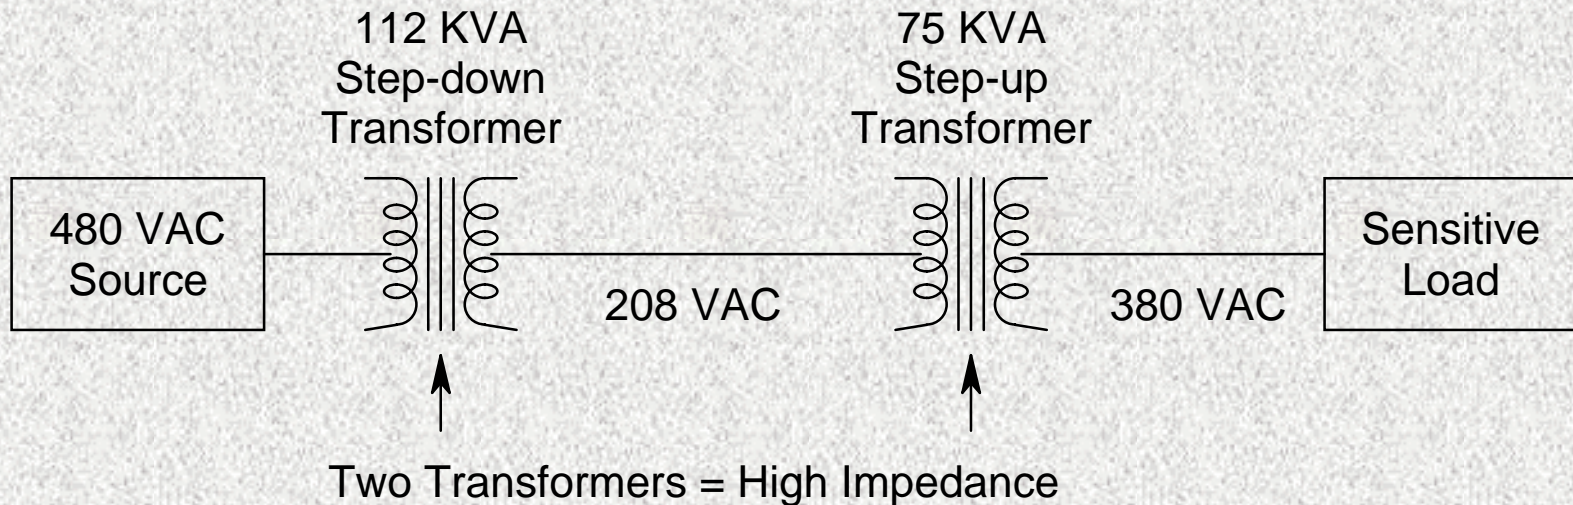 112 KVA
Step-down
Transformer
75 KVA
Step-up
Transformer
480 VAC
Source
208 VAC
380 VAC
Sensitive
Load
Two Transformers = High Impedance